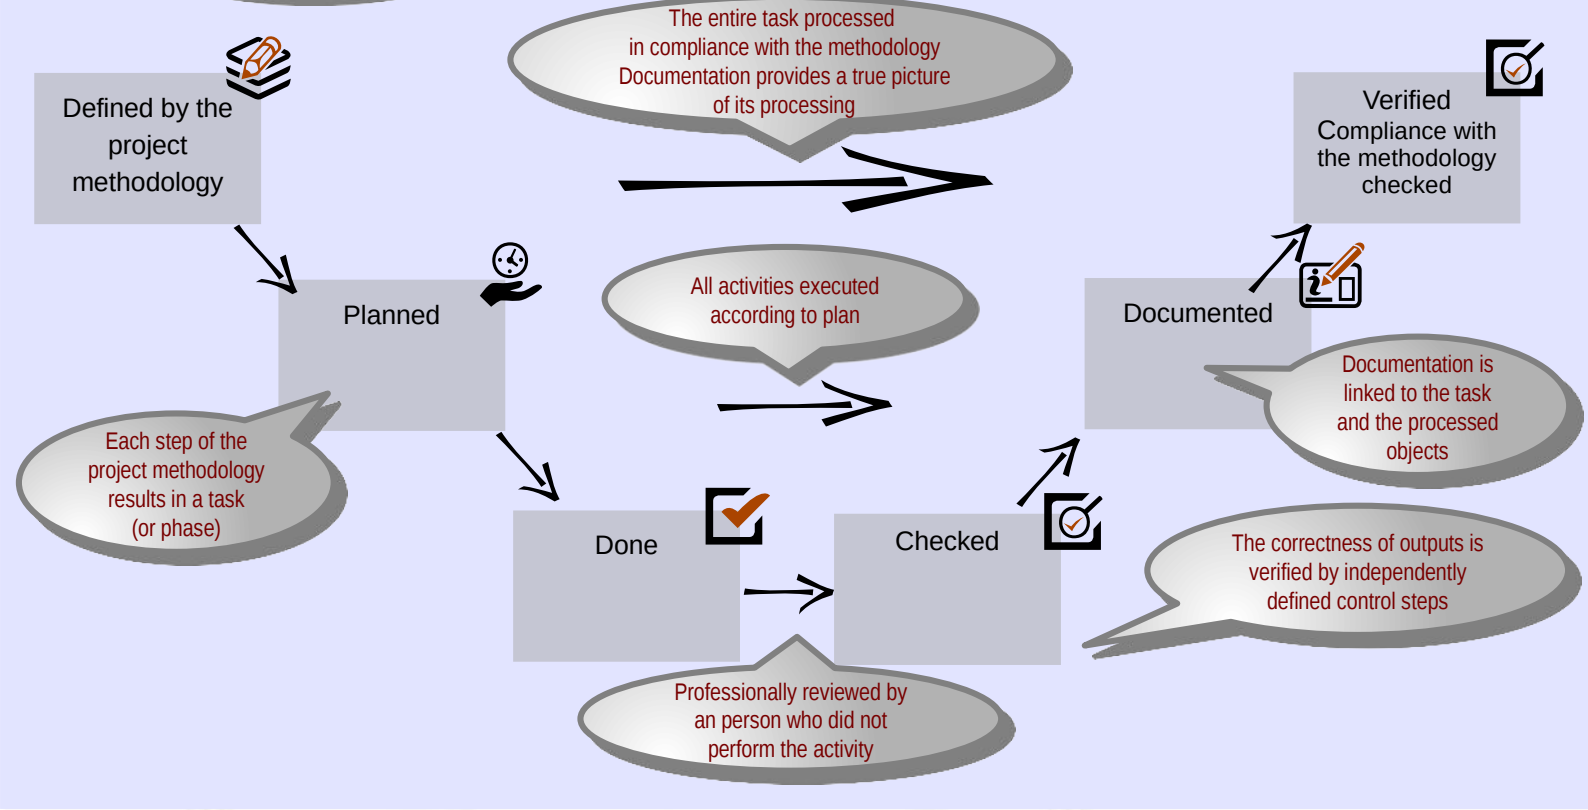 The entire task processed
in compliance with the methodology
Documentation provides a true picture
of its processing
Defined by the
project
methodology
Verified
Compliance with
the methodology
checked
Planned
All activities executed
according to plan
Documented
Documentation is
linked to the task
and the processed
objects
Each step of the
project methodology
results in a task
(or phase)
Done
Checked
The correctness of outputs is
verified by independently
defined control steps
Professionally reviewed by
an person who did not
perform the activity